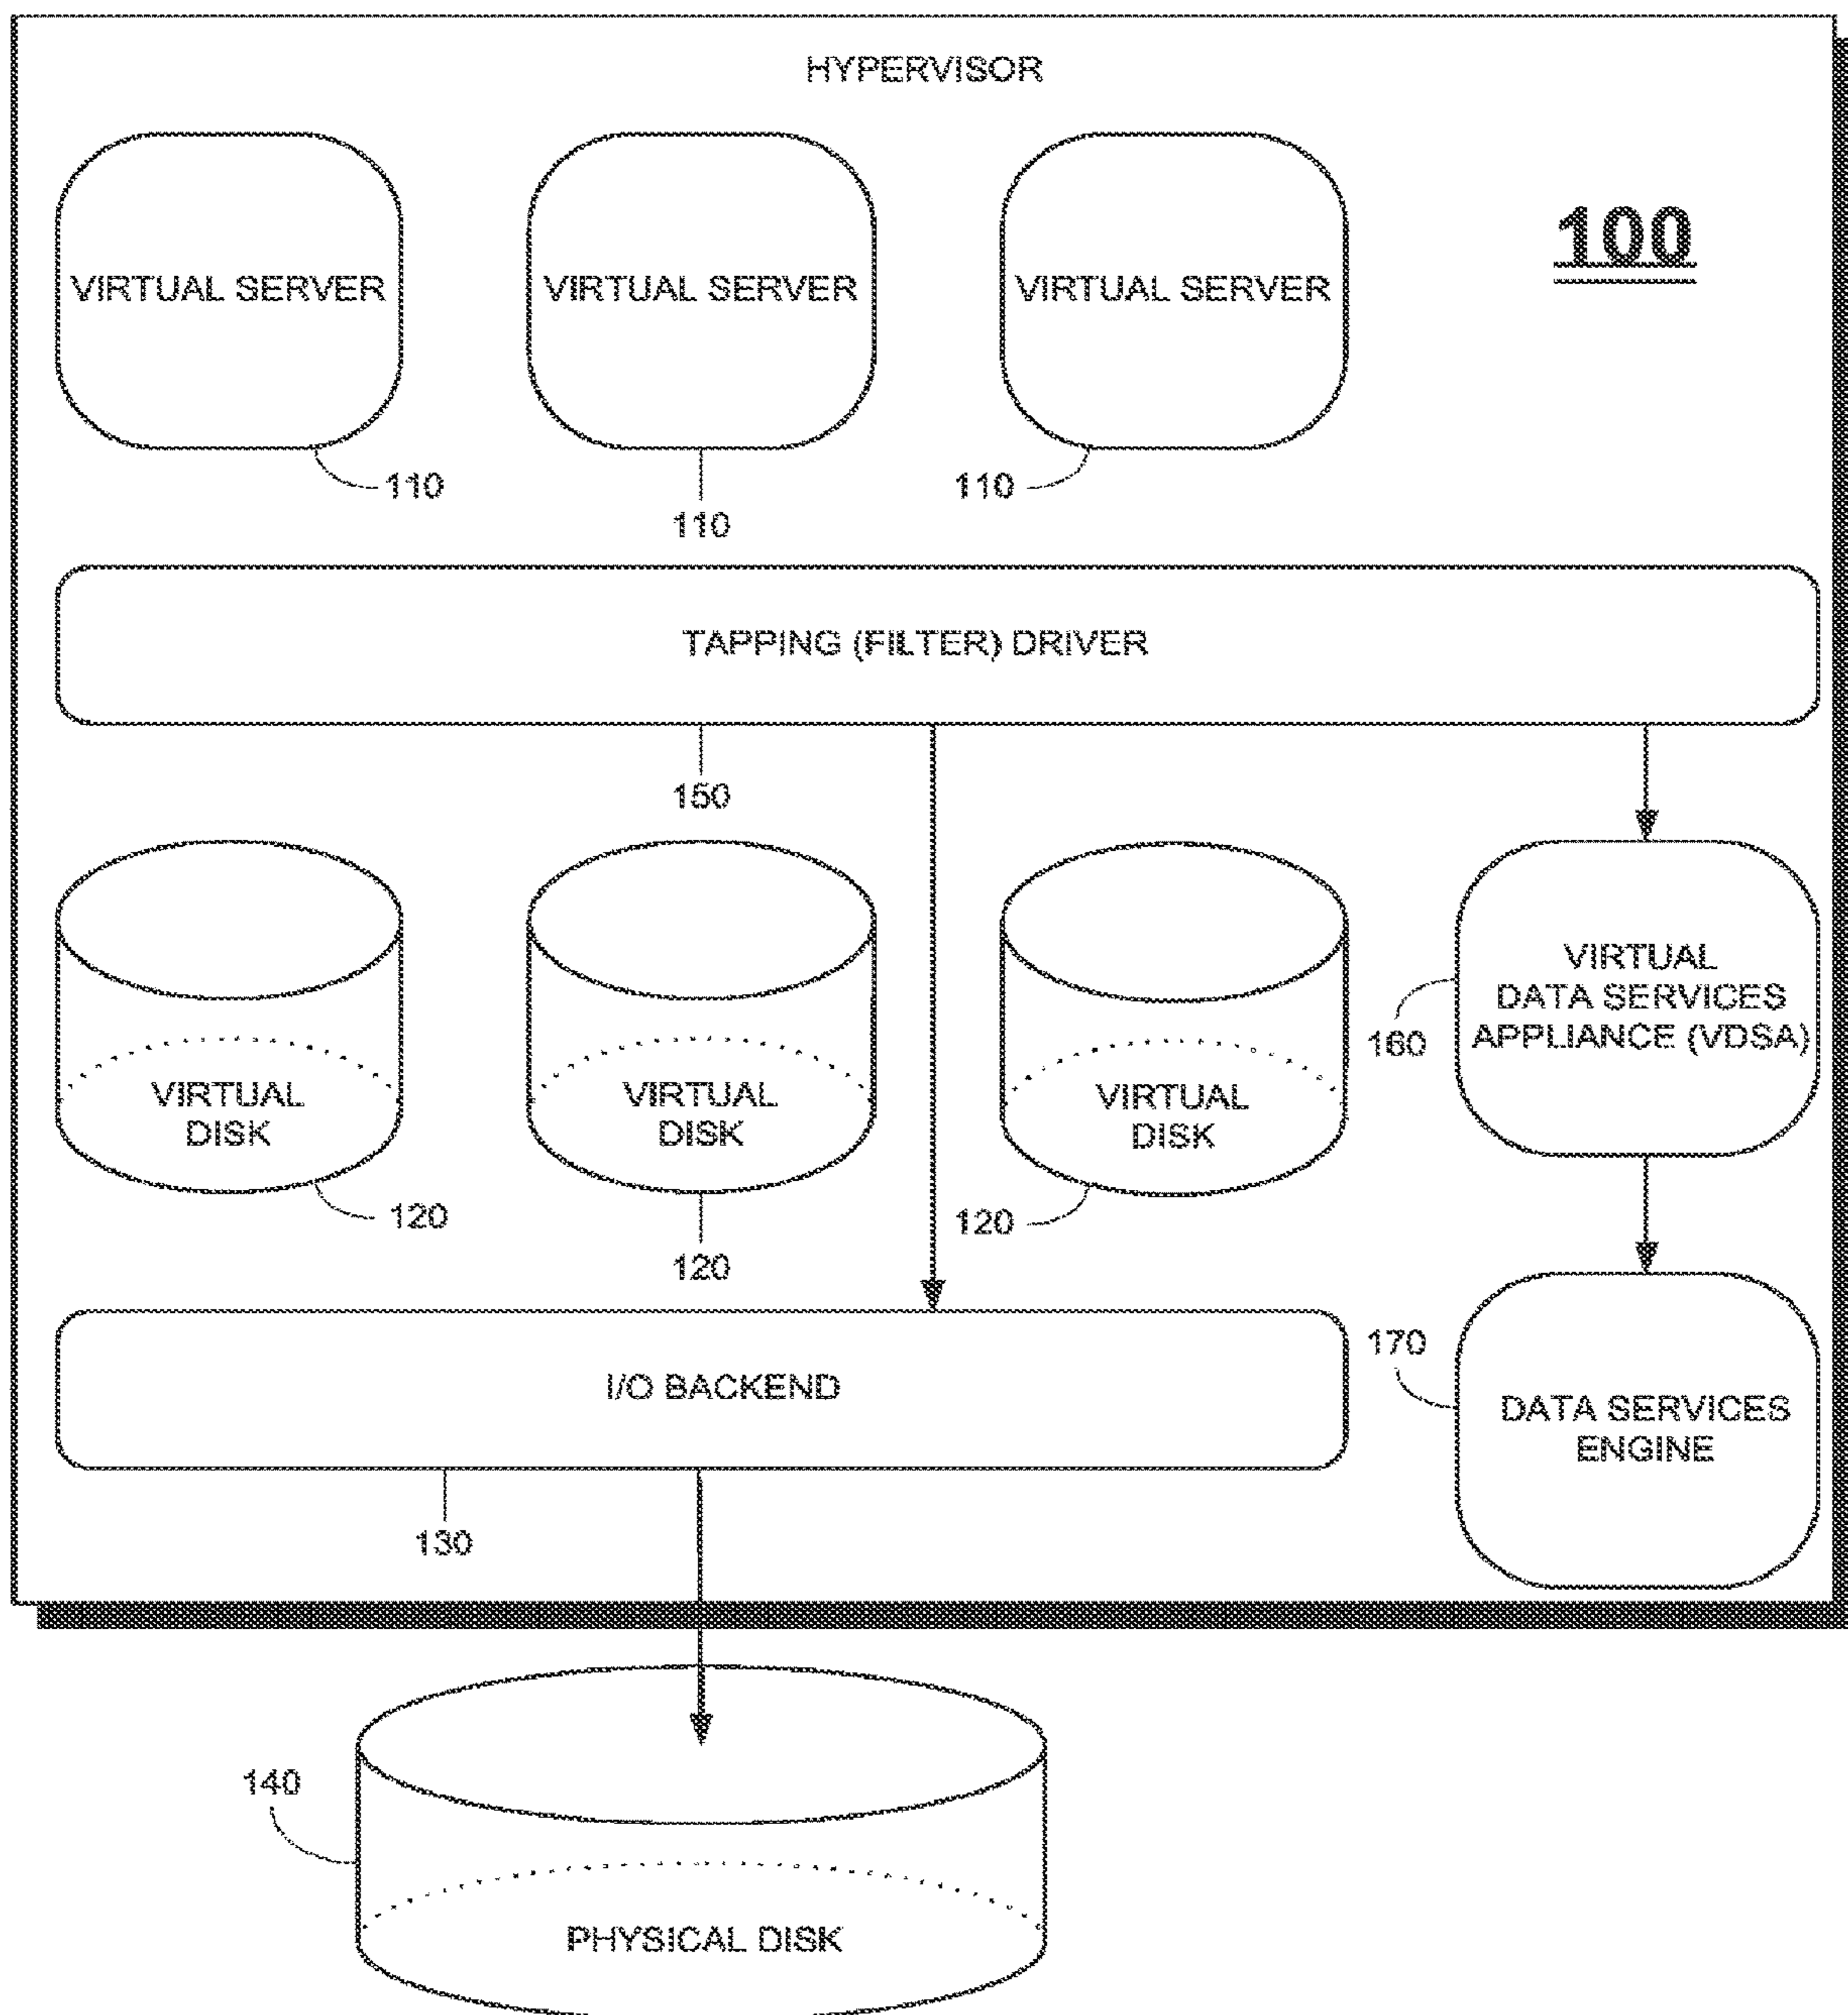 HYPERVISOR
VIRTUAL SERVER
VIRTUAL SERVER
VIRTUAL SERVER
100
110
110
110
TAPPING (FILTER) DRIVER
150
VIRTUAL
DISK
VIRTUAL
DISK
VIRTUAL
DISK
160
VIRTUAL
DATA SERVICES
APPLIANCE (VDSA)
120
120
120
I/O BACKEND
170
DATA SERVICES
ENGINE
130
140
PHYSICAL DISK